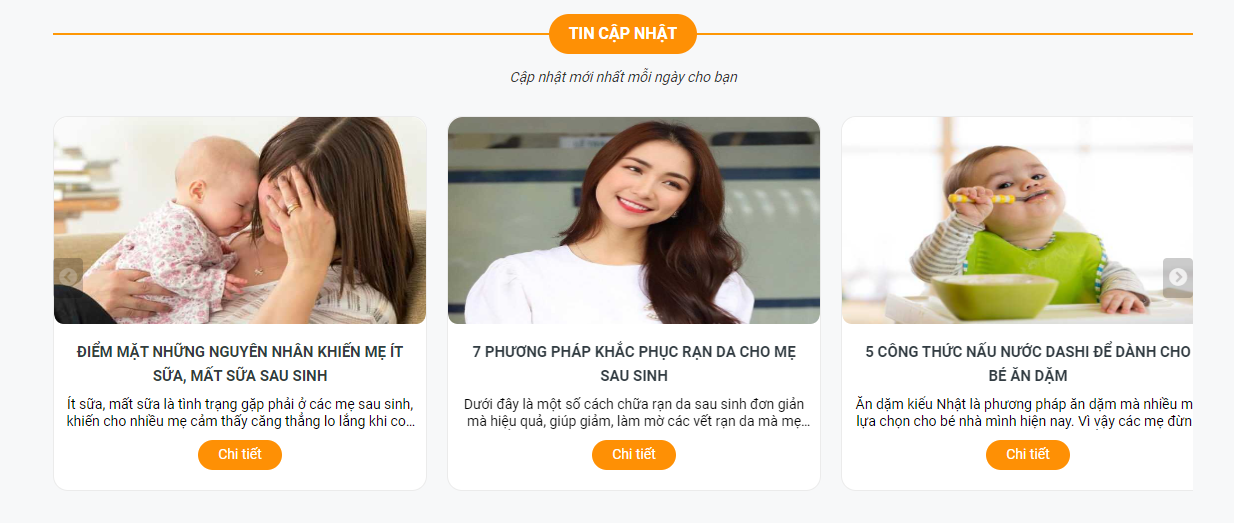 TIN CẬP NHẬT
Cập nhật mới nhất mỗi ngày cho bạn
ĐIỂM MẶT NHỮNG NGUYÊN NHÂN KHIẾN MẸ ÍT
SỮA, MẤT SỮA SAU SINH
Ít sữa, mất sữa là tình trạng gặp phải ở các mẹ sau sinh,
khiến cho nhiều mẹ cảm thấy căng thẳng lo lắng khi co...
Chi tiết
7 PHƯƠNG PHÁP KHẮC PHỤC RẠN DA CHO MẸ
SAU SINH
Dưới đây là một số cách chữa rạn da sau sinh đơn giản
mà hiệu quả, giúp giảm, làm mờ các vết rạn da mà mẹ...
Chi tiết
5 CÔNG THỨC NẤU NƯỚC DASHI ĐỂ DÀNH CHO
BÉ ĂN DẶM
Ăn dặm kiểu Nhật là phương pháp ăn dặm mà nhiều m
lựa chọn cho bé nhà mình hiện nay. Vì vậy các mẹ đừn
Chi tiết